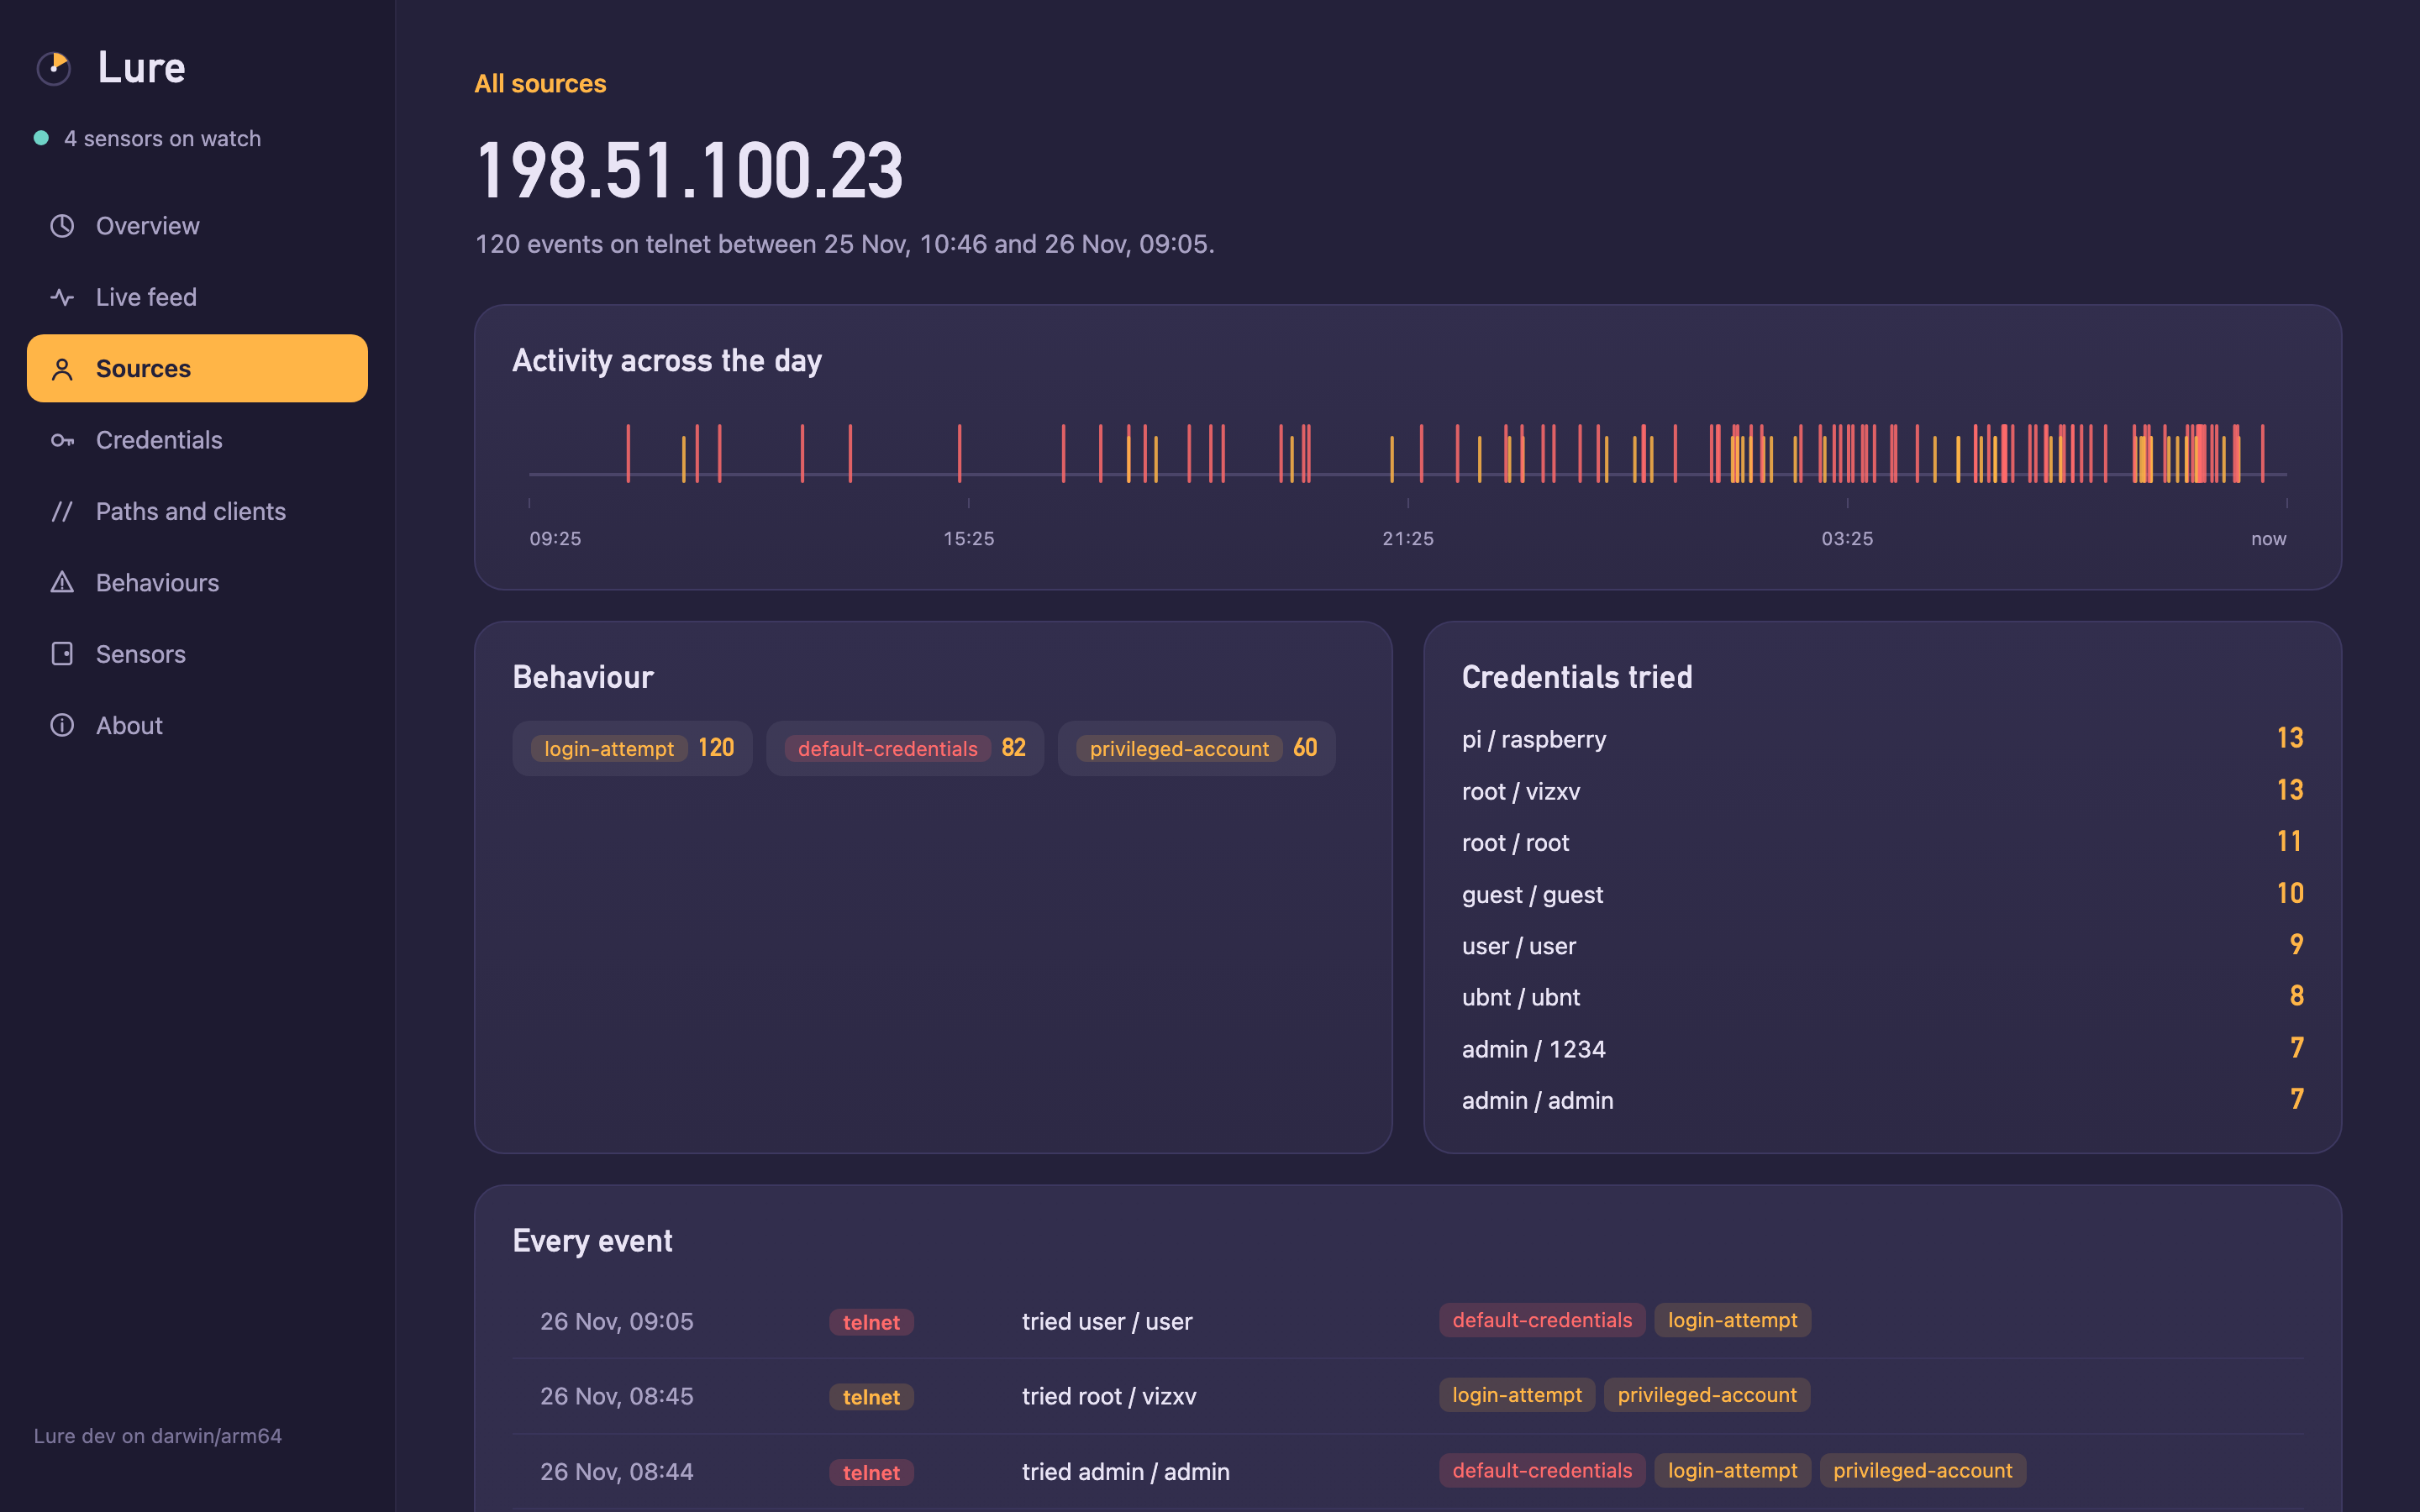 Lure
4 sensors on watch
Overview
Live feed
Sources
Credentials
Paths and clients
Behaviours
Sensors
About
Lure dev on darwin/arm64
All sources
198.51.100.23
120 events on telnet between 25 Nov, 10:46 and 26 Nov, 09:05.
Activity across the day
09:25 15:25 21:25 03:25 now
Behaviour
login-attempt 120 default-credentials 82 privileged-account 60
Credentials tried
pi / raspberry 13
root / vizxv 13
root / root 11
guest / guest 10
user / user 9
ubnt / ubnt 8
admin / 1234 7
admin / admin 7
Every event
26 Nov, 09:05 telnet tried user / user default-credentials login-attempt
26 Nov, 08:45 telnet tried root / vizxv login-attempt privileged-account
26 Nov, 08:44 telnet tried admin / admin default-credentials login-attempt privileged-account